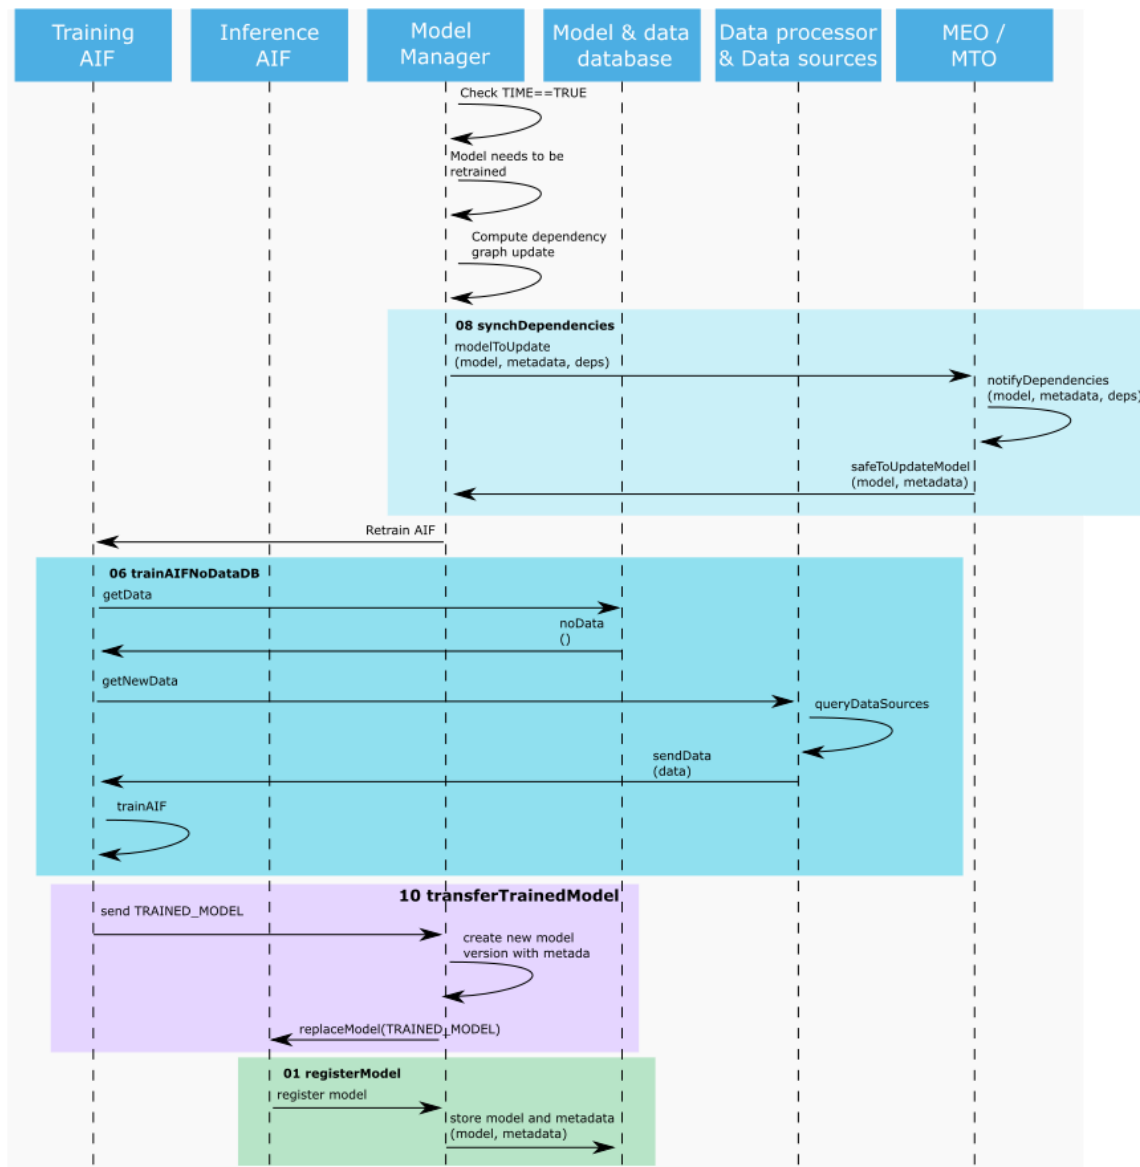 Training
AIF
Inference
AIF
Model
Manager
Model & data
database
Data processor
& Data sources
MEO /
MTO
Check TIME==TRUE
Model needs to be
retrained
Compute dependency
graph update
08 synchDependencies
modelToUpdate
(model, metadata, deps)
notifyDependencies
(model, metadata, deps)
safeToUpdateModel
(model, metadata)
Retrain AIF
06 trainAIFNoDataDB
getData
noData
()
getNewData
queryDataSources
sendData
(data)
trainAIF
10 transferTrainedModel
send TRAINED_MODEL
create new model
version with metada
replaceModel(TRAINED_MODEL)
01 registerModel
register model
store model and metadata
(model, metadata)